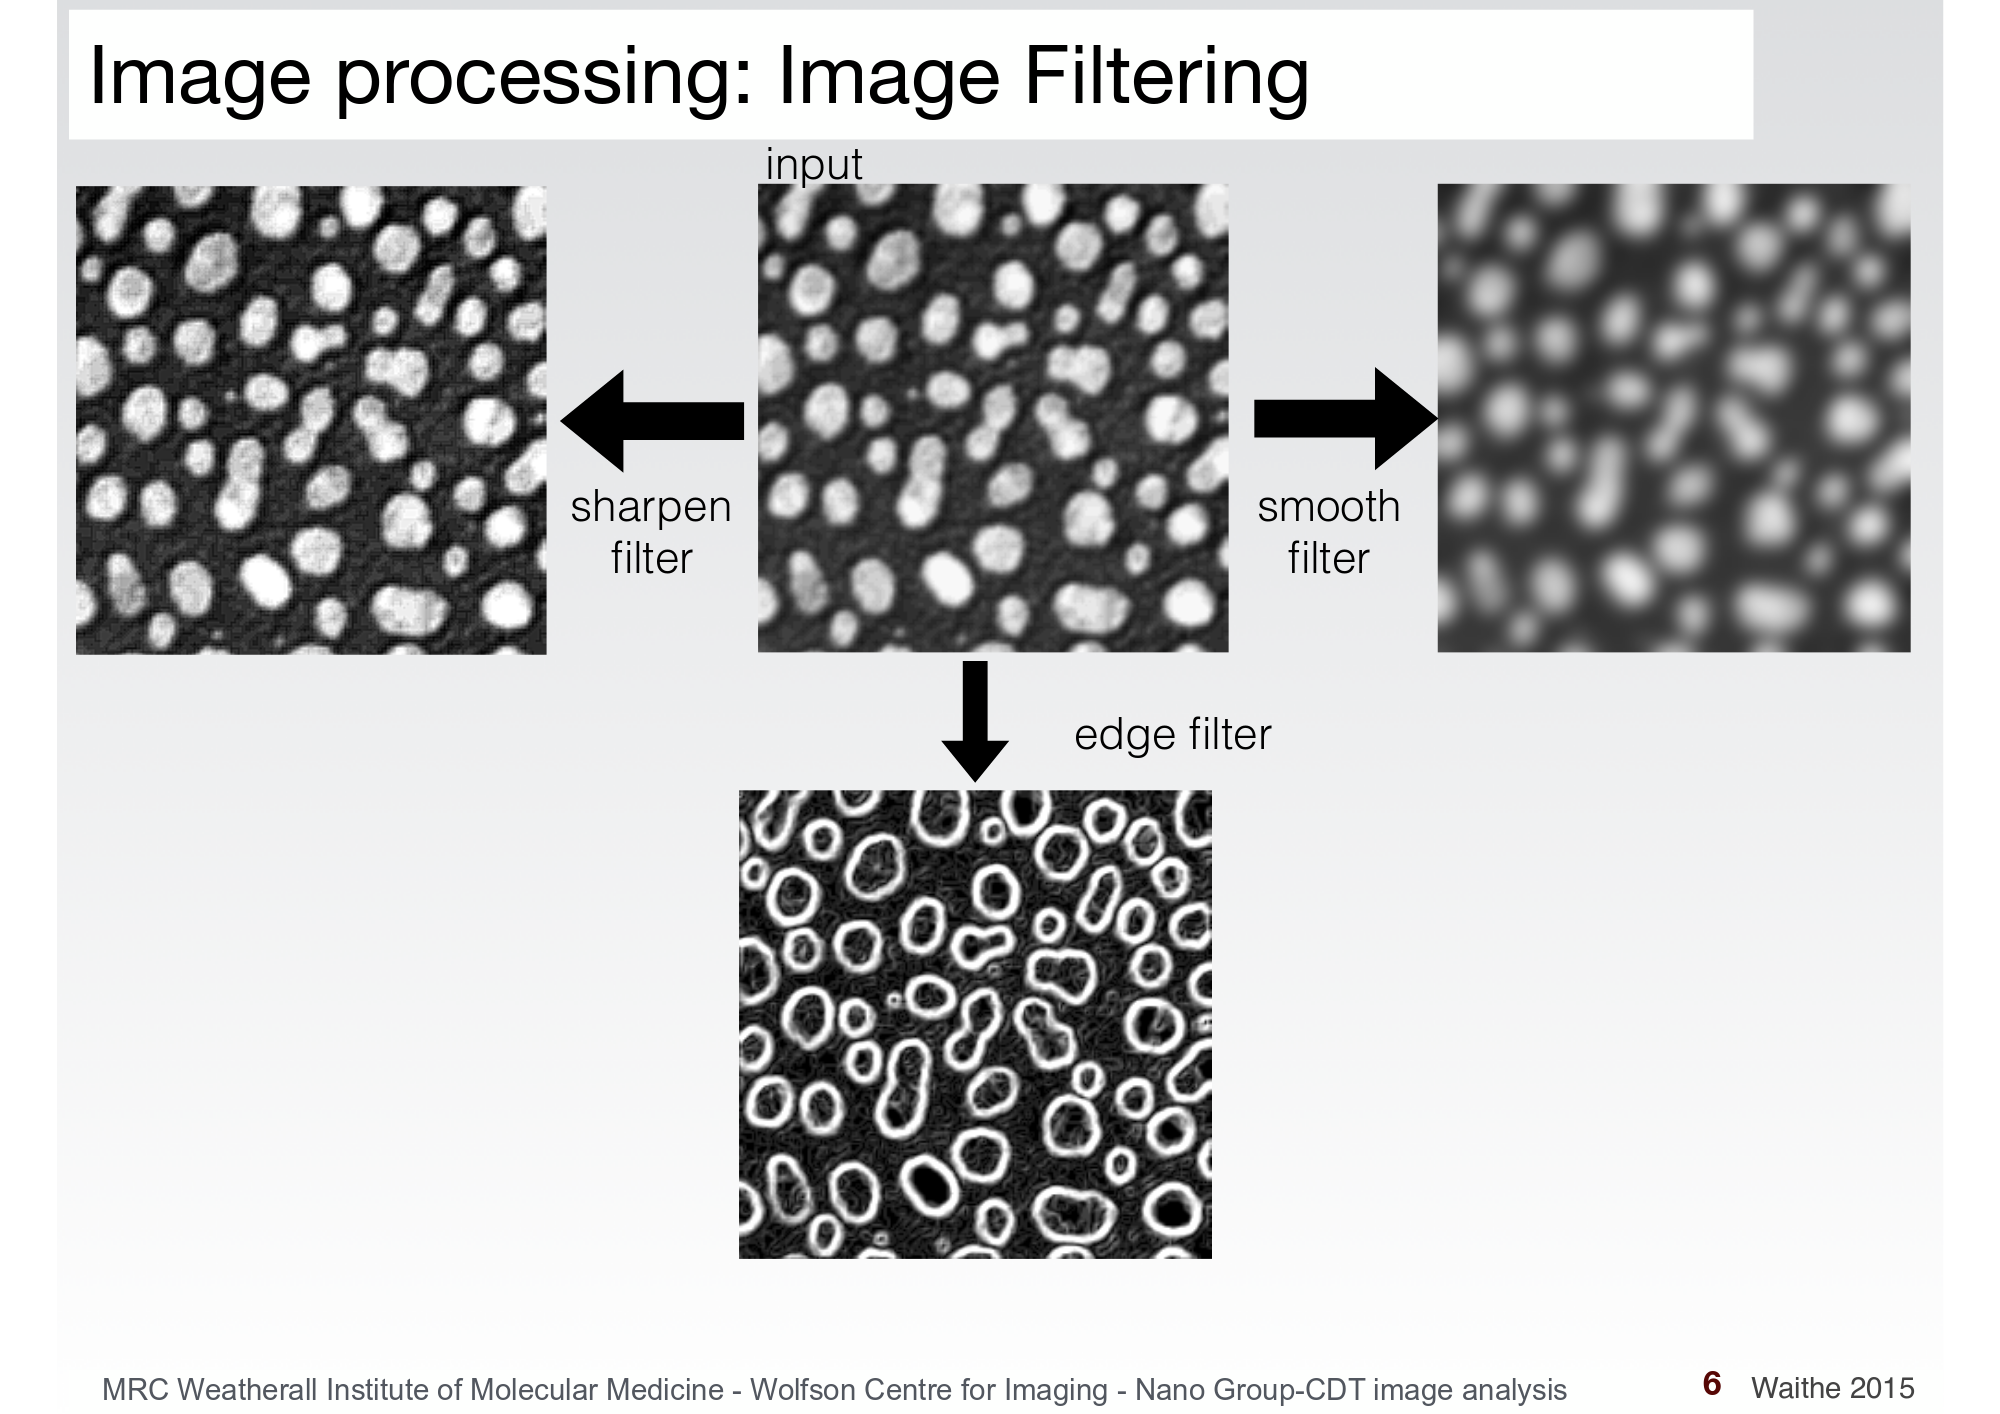 Image processing: Image Filtering
input
sharpen
filter
smooth
filter
edge filter
MRC Weatherall Institute of Molecular Medicine - Wolfson Centre for Imaging - Nano Group-CDT image analysis
6
Waithe 2015